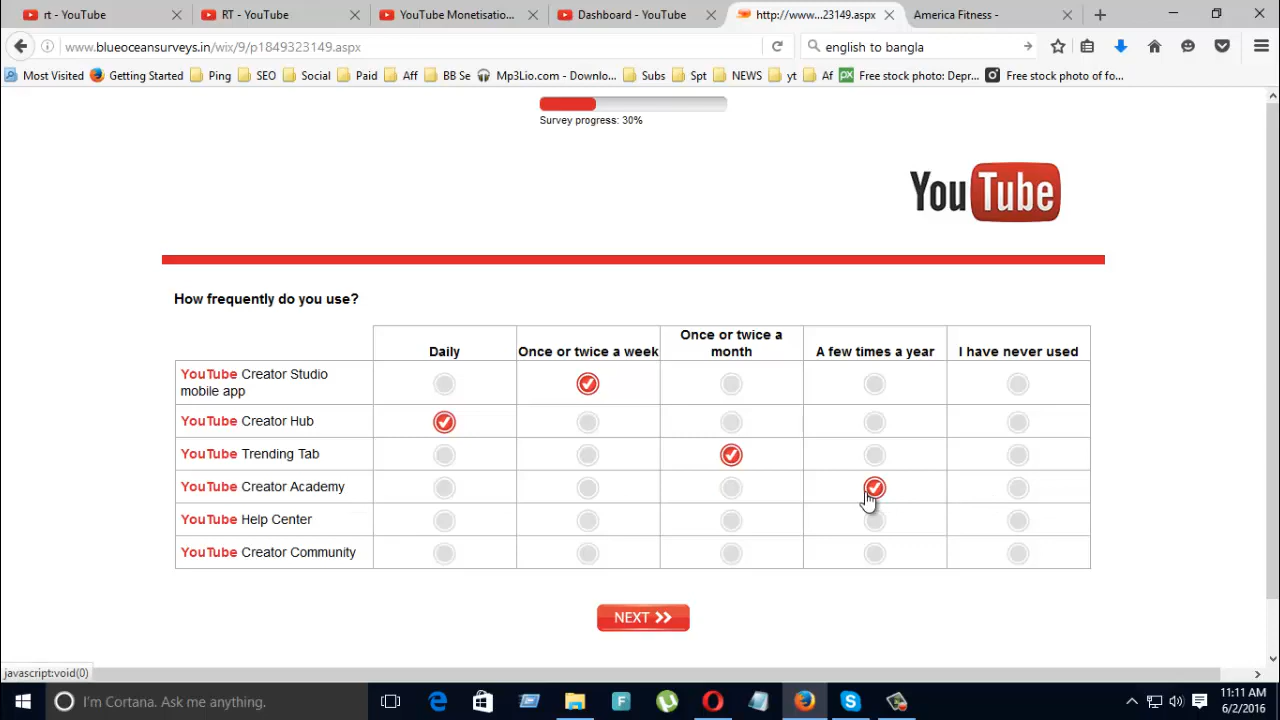 rt - YouTube
RT - YouTube
YouTube Monetisatio...
Dashboard - YouTube
http://www...23149.aspx
America Fitness -
www.blueoceansurveys.in/wix/9/p1849323149.aspx
english to bangla
Most Visited
Getting Started
Ping
SEO
Social
Paid
Aff
BB Se
Mp3Lio.com - Downlo...
Subs
Spt
NEWS
yt
Af
px
Free stock photo: Depr...
Free stock photo of fo...
Survey progress: 30%
YouTube
How frequently do you use?
Daily
Once or twice a week
Once or twice a
month
A few times a year
I have never used
YouTube Creator Studio
mobile app
YouTube Creator Hub
YouTube Trending Tab
YouTube Creator Academy
YouTube Help Center
YouTube Creator Community
NEXT
javascript:void(0)
I'm Cortana. Ask me anything.
11:11 AM
6/2/2016